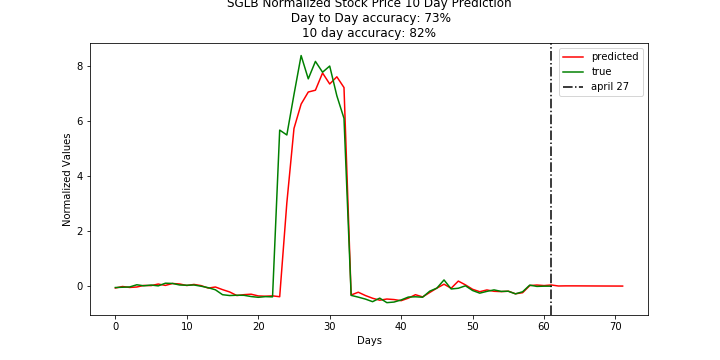 SGLB Normalized Stock Price 10 Day Prediction
Day to Day accuracy: 73%
10 day accuracy: 82%
predicted
true
april 27
Normalized Values
8
6
4
2
0
0 10 20 30 40 50 60 70
Days